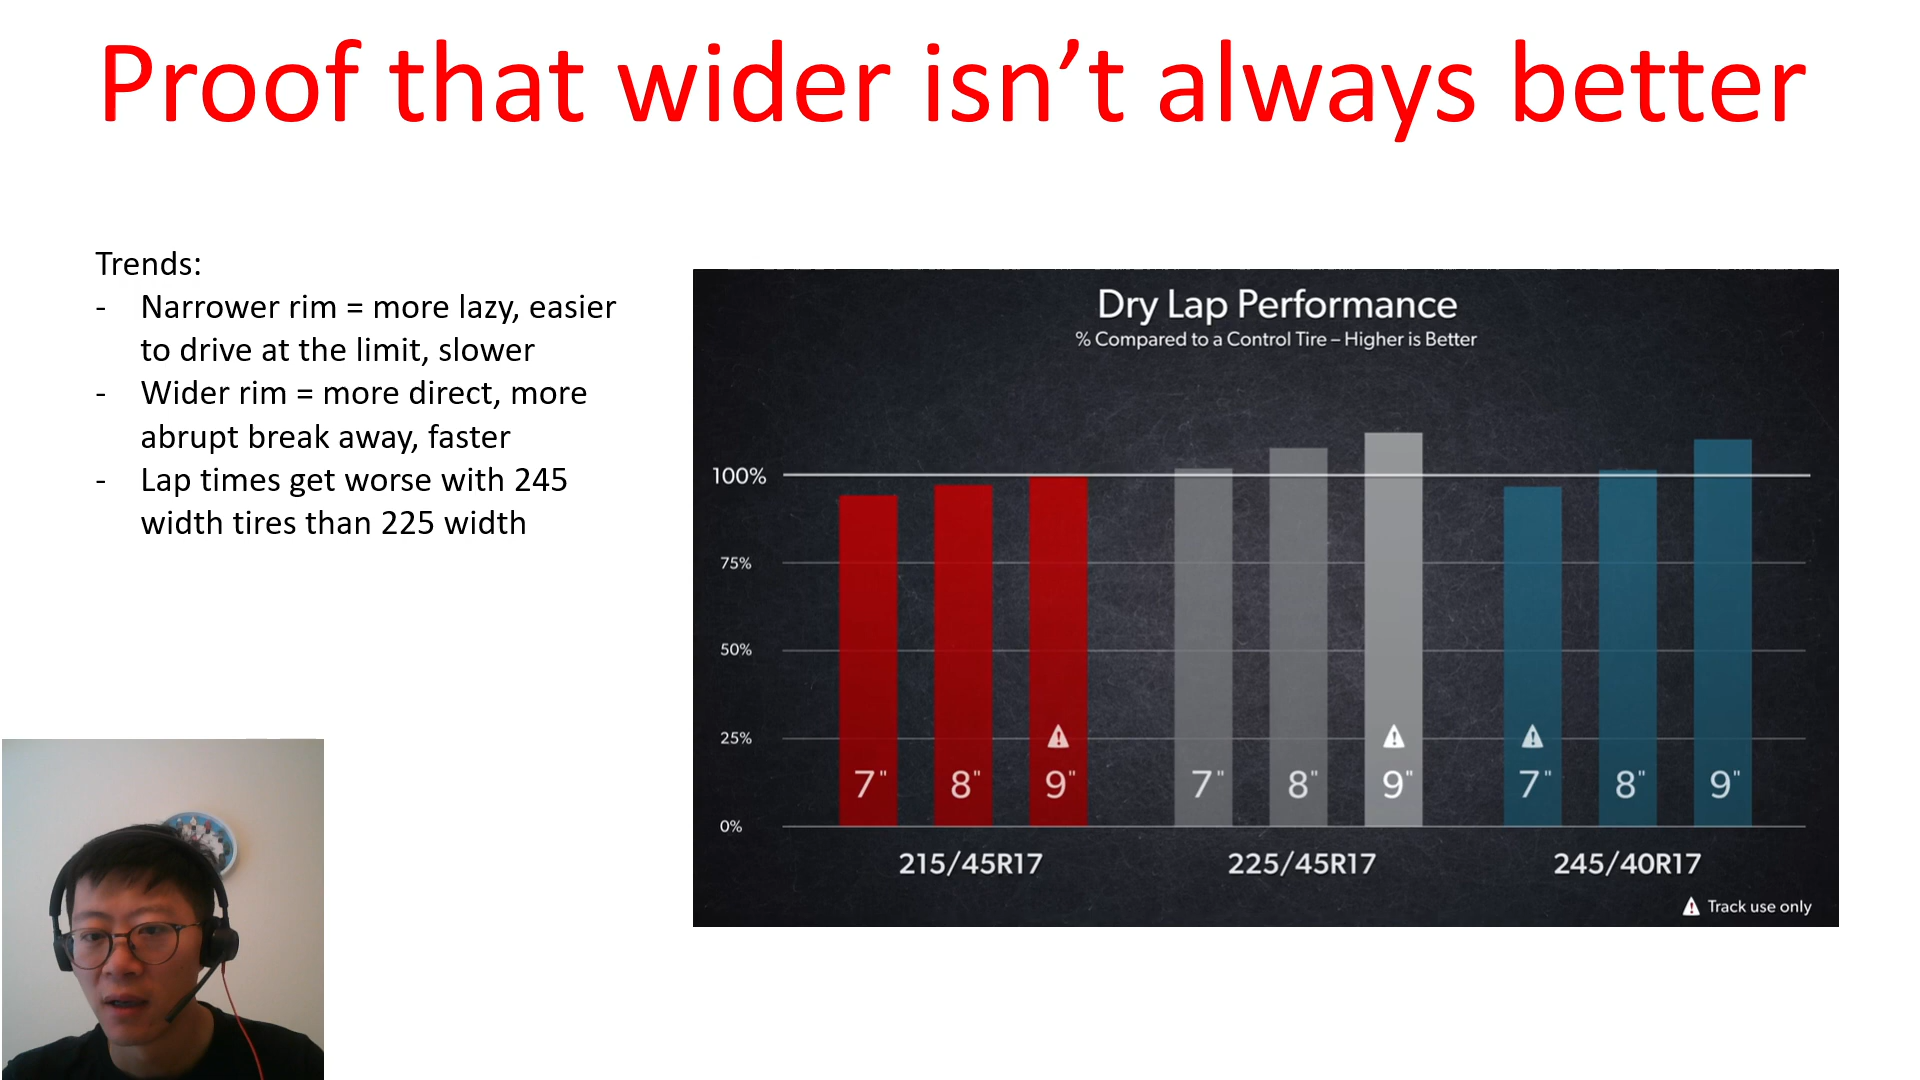 Proof that wider isn’t always better
Trends:
- Narrower rim = more lazy, easier
to drive at the limit, slower
- Wider rim = more direct, more
abrupt break away, faster
- Lap times get worse with 245
width tires than 225 width
Dry Lap Performance
% Compared to a Control Tire – Higher is Better
100%
75%
50%
25%
0%
7" 8" 9" 7" 8" 9" 7" 8" 9"
215/45R17 225/45R17 245/40R17
Track use only